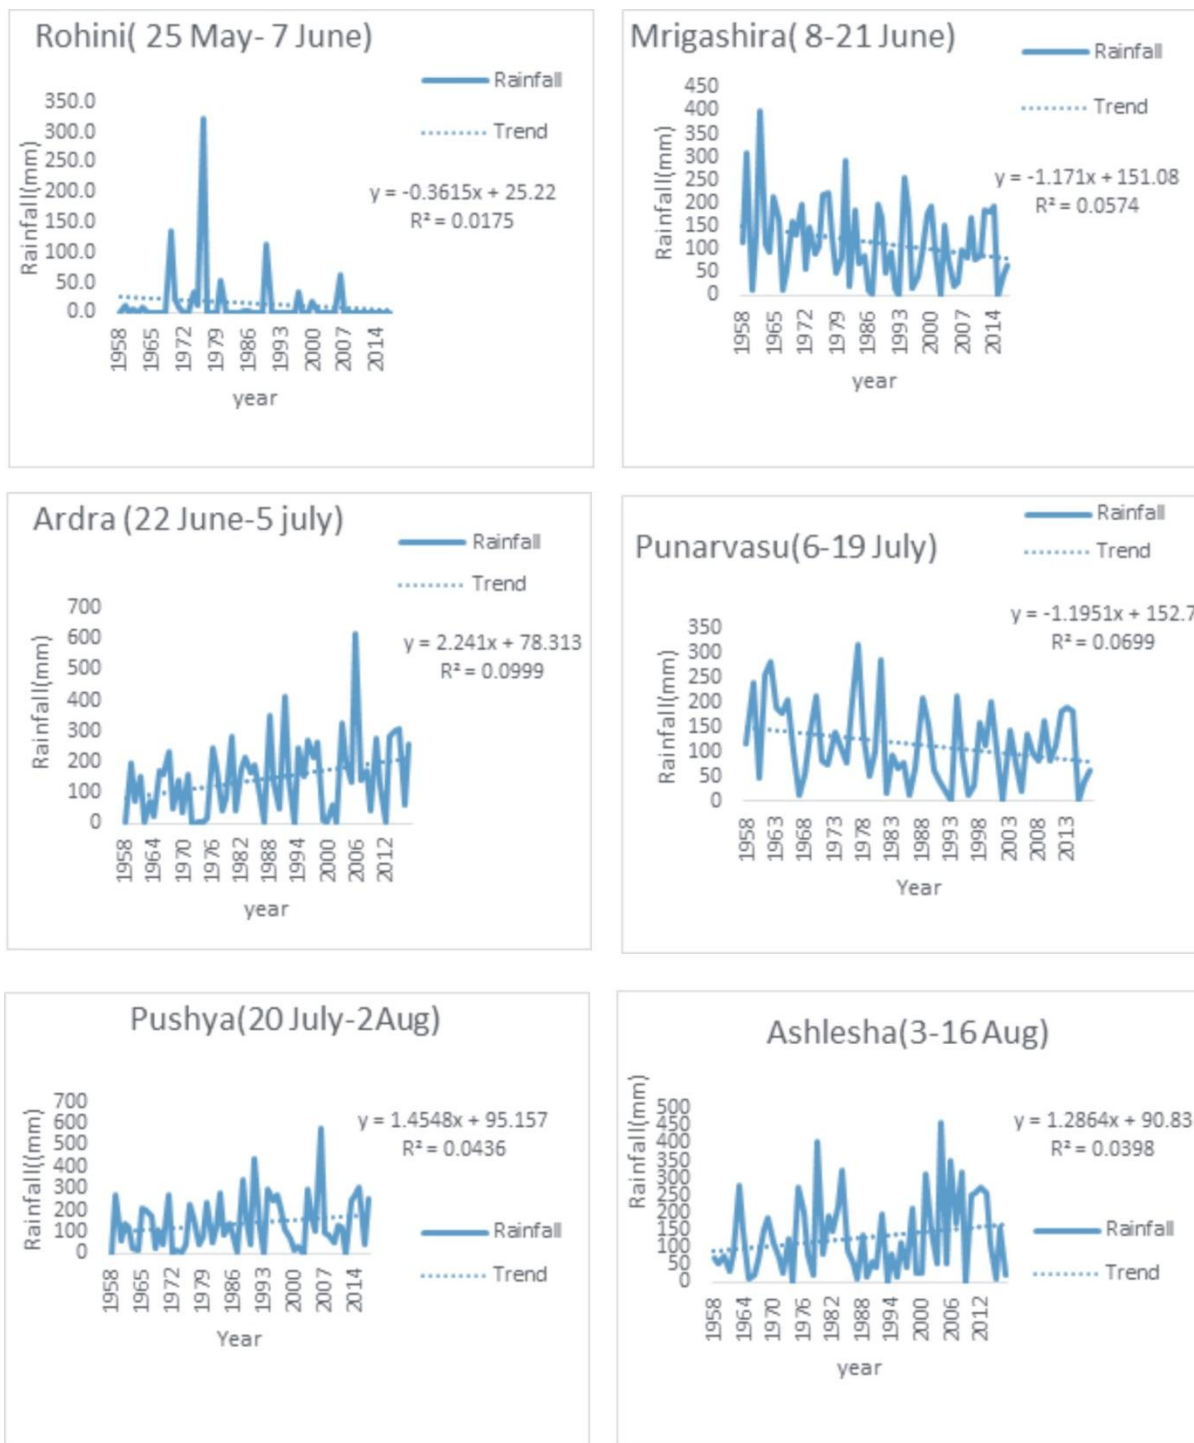 Rohini( 25 May- 7 June)
Rainfall
Trend
y = -0.3615x + 25.22
R² = 0.0175
Rainfall(mm)
350.0
300.0
250.0
200.0
150.0
100.0
50.0
0.0
1958
1965
1972
1979
1986
1993
2000
2007
2014
year
Mrigashira( 8-21 June)
Rainfall
Trend
y = -1.171x + 151.08
R² = 0.0574
Rainfall(mm)
450
400
350
300
250
200
150
100
50
0
1958
1965
1972
1979
1986
1993
2000
2007
2014
year
Ardra (22 June-5 july)
Rainfall
Trend
y = 2.241x + 78.313
R² = 0.0999
Rainfall(mm)
700
600
500
400
300
200
100
0
1958
1964
1970
1976
1982
1988
1994
2000
2006
2012
year
Punarvasu(6-19 July)
Rainfall
Trend
y = -1.1951x + 152.7
R² = 0.0699
Rainfall(mm)
350
300
250
200
150
100
50
0
1958
1963
1968
1973
1978
1983
1988
1993
1998
2003
2008
2013
Year
Pushya(20 July-2Aug)
y = 1.4548x + 95.157
R² = 0.0436
Rainfall
Trend
Rainfall((mm)
700
600
500
400
300
200
100
0
1958
1965
1972
1979
1986
1993
2000
2007
2014
Year
Ashlesha(3-16 Aug)
y = 1.2864x + 90.83
R² = 0.0398
Rainfall
Trend
Rainfall(mm)
500
450
400
350
300
250
200
150
100
50
0
1958
1964
1970
1976
1982
1988
1994
2000
2006
2012
year